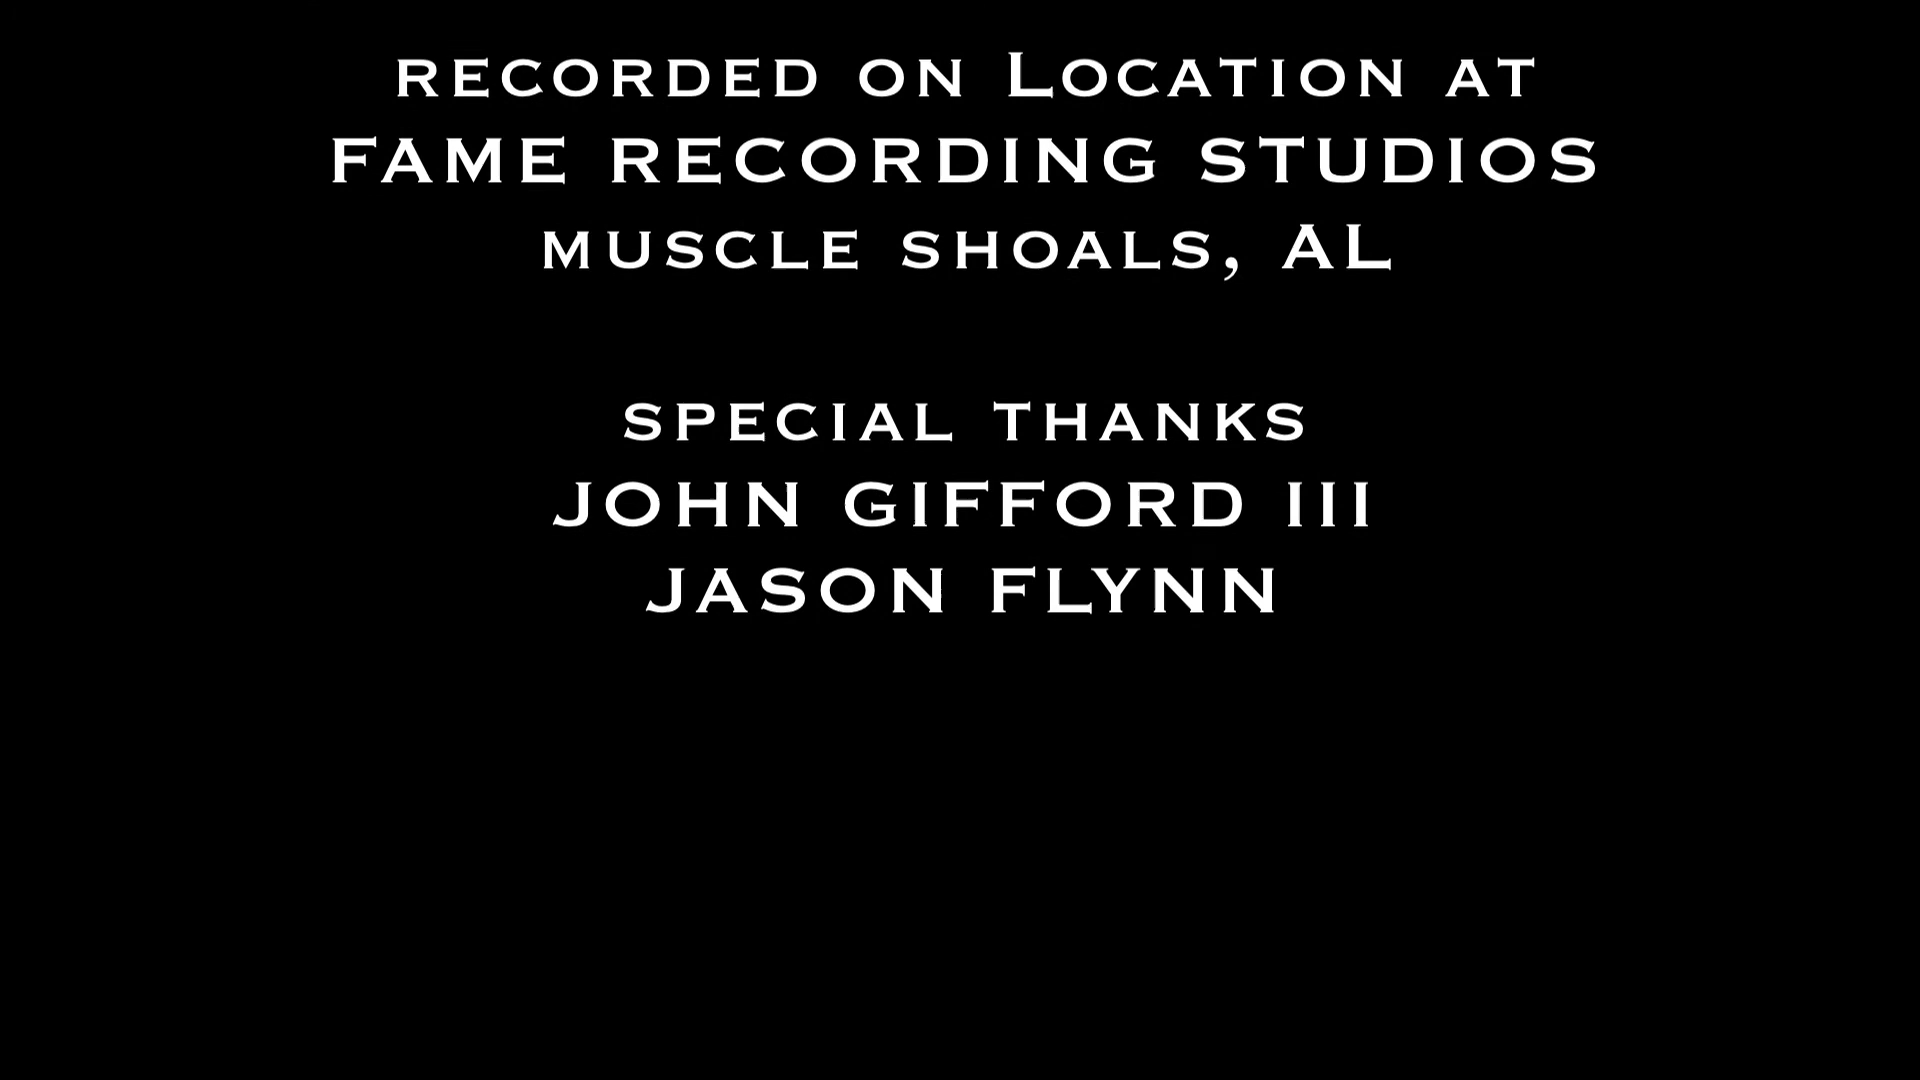 RECORDED ON LOCATION AT
FAME RECORDING STUDIOS
MUSCLE SHOALS, AL
SPECIAL THANKS
JOHN GIFFORD III
JASON FLYNN